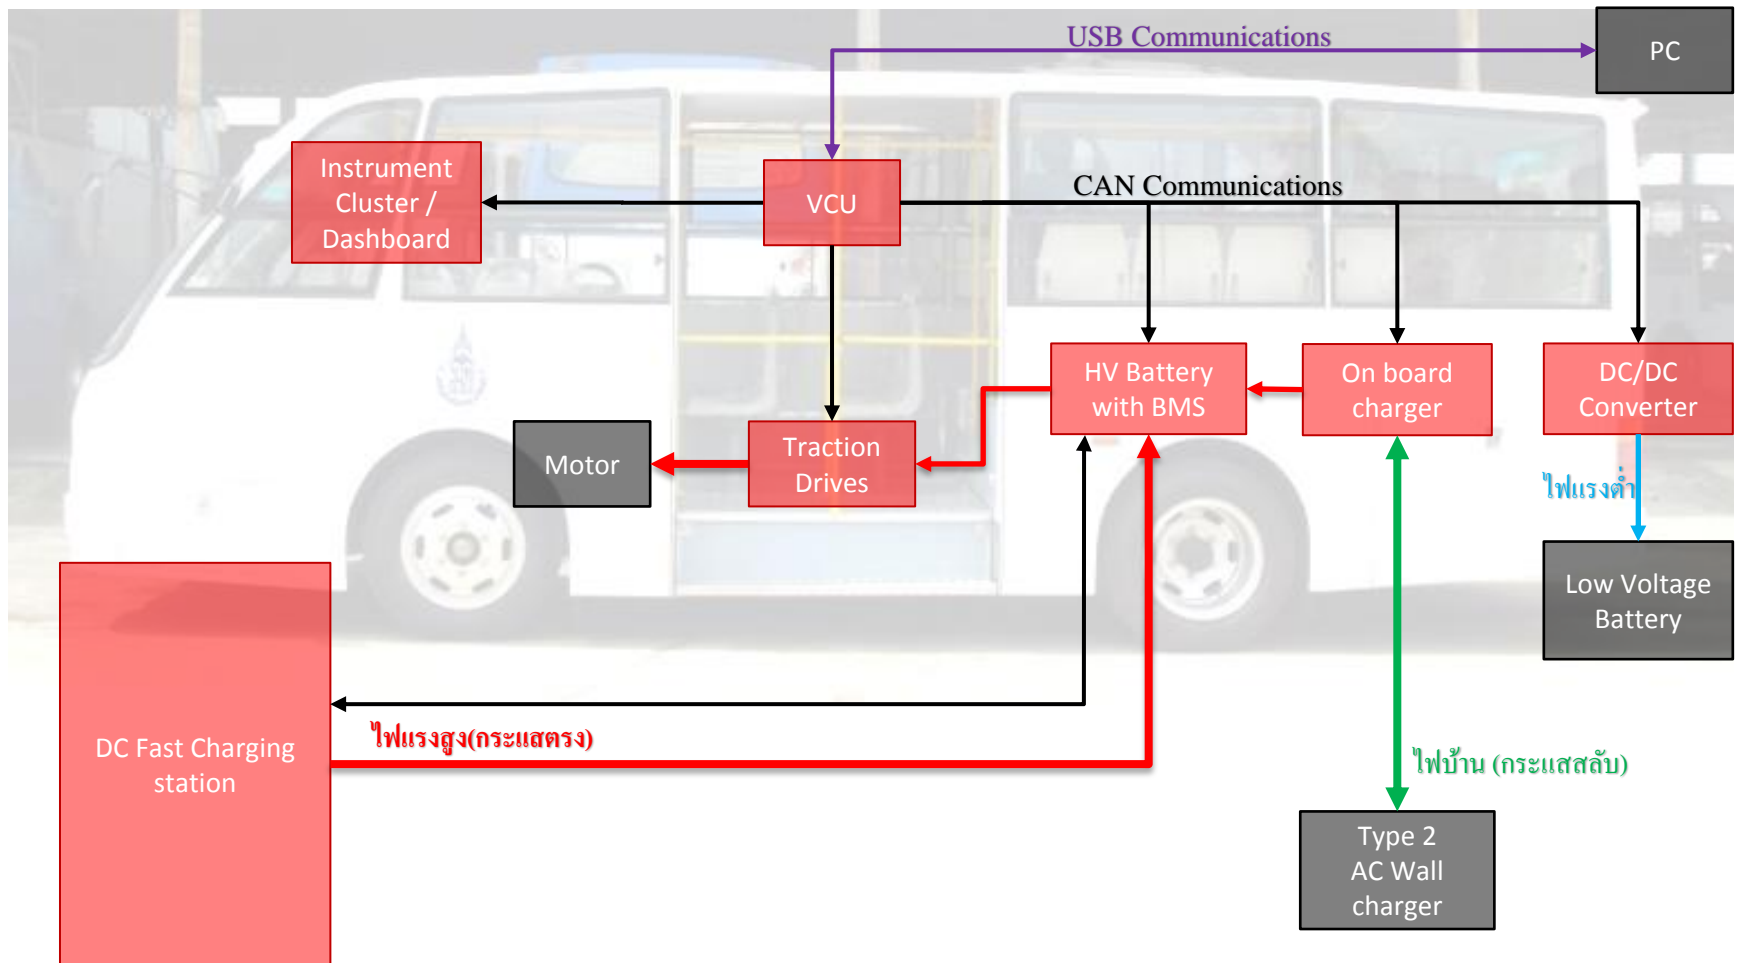 USB Communications
PC
Instrument
Cluster /
Dashboard
VCU
CAN Communications
HV Battery
with BMS
On board
charger
DC/DC
Converter
Motor
Traction
Drives
ไฟแรงต่ำ
Low Voltage
Battery
DC Fast Charging
station
ไฟแรงสูง(กระแสตรง)
ไฟบ้าน (กระแสสลับ)
Type 2
AC Wall
charger